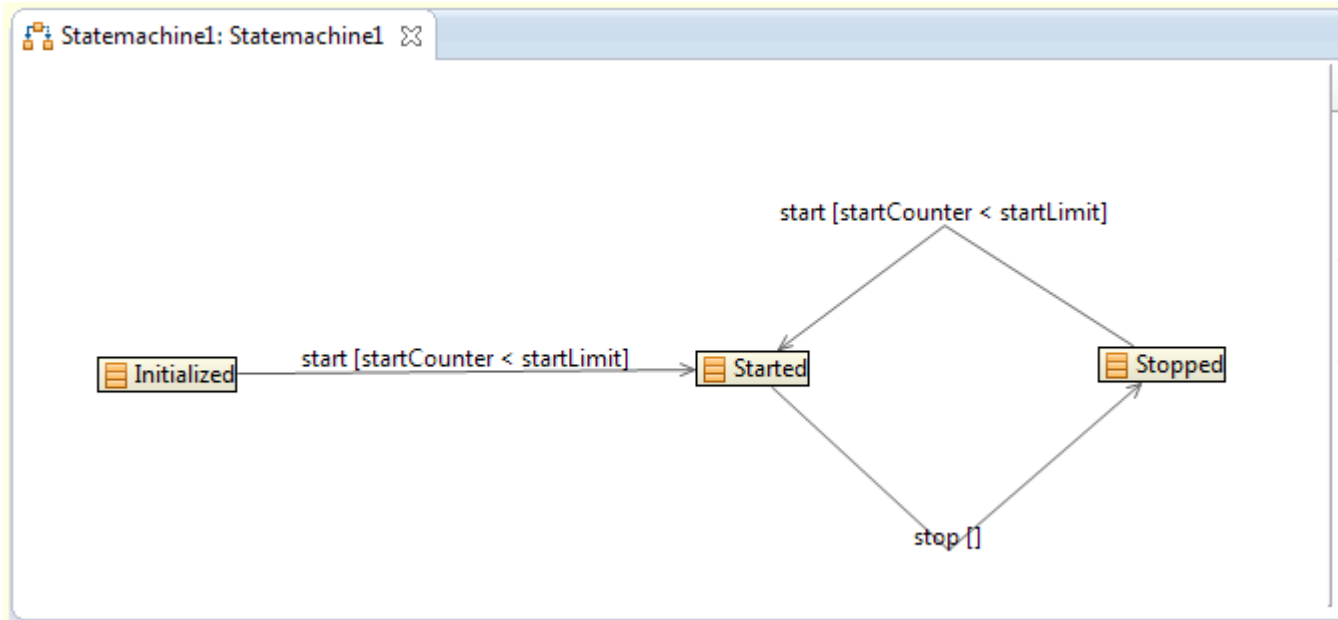 Statemachine1: Statemachine1
start [startCounter < startLimit]
start [startCounter < startLimit]
Initialized
Started
Stopped
stop []